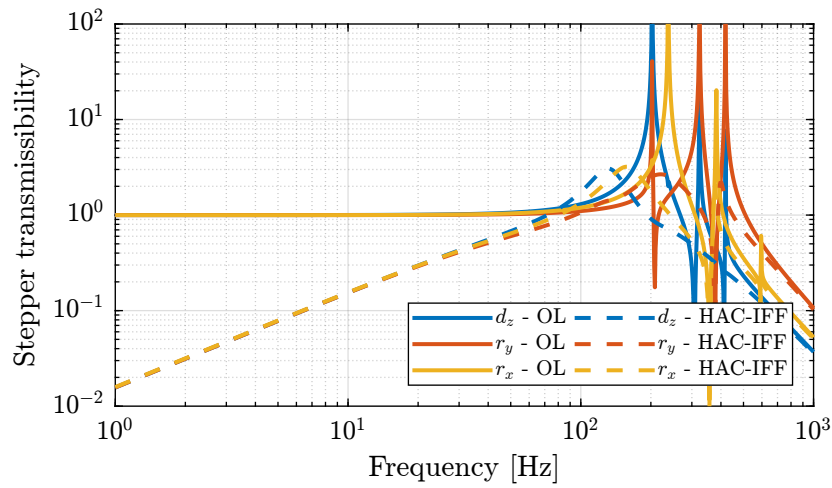 Stepper transmissibility
10^2
10^1
10^0
10^-1
10^-2
d_z - OL d_z - HAC-IFF
r_y - OL r_y - HAC-IFF
r_x - OL r_x - HAC-IFF
10^0 10^1 10^2 10^3
Frequency [Hz]